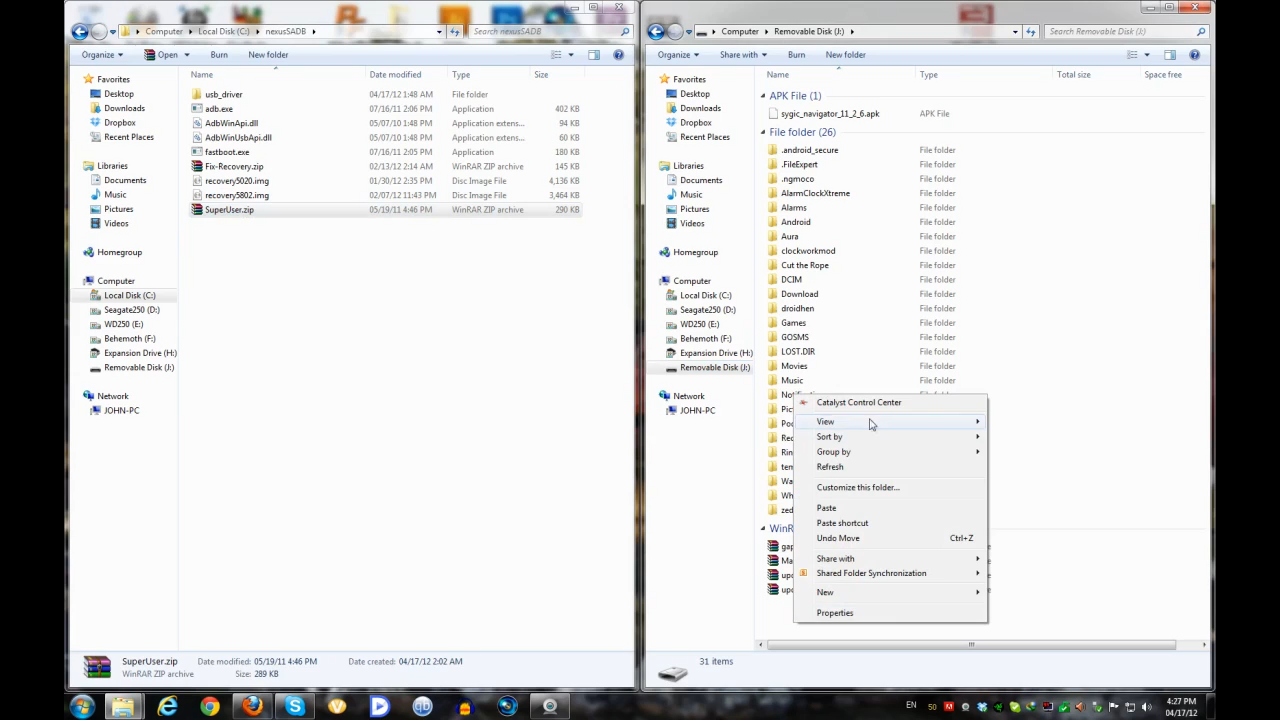 Computer ▸ Local Disk (C:) ▸ nexusSADB ▸
Search nexusSADB
Organize Open Burn New folder
Favorites
Desktop
Downloads
Dropbox
Recent Places
Libraries
Documents
Music
Pictures
Videos
Homegroup
Computer
Local Disk (C:)
Seagate250 (D:)
WD250 (E:)
Behemoth (F:)
Expansion Drive (H:)
Removable Disk (J:)
Network
JOHN-PC
Name Date modified Type Size
usb_driver 04/17/12 1:48 AM File folder
adb.exe 07/16/11 2:06 PM Application 402 KB
AdbWinApi.dll 05/07/10 1:48 PM Application extens... 94 KB
AdbWinUsbApi.dll 05/07/10 1:48 PM Application extens... 60 KB
fastboot.exe 07/16/11 2:05 PM Application 180 KB
Fix-Recovery.zip 02/13/12 2:14 AM WinRAR ZIP archive 145 KB
recovery5020.img 01/30/12 2:35 PM Disc Image File 4,136 KB
recovery5802.img 02/07/12 11:43 PM Disc Image File 3,464 KB
SuperUser.zip 05/19/11 4:46 PM WinRAR ZIP archive 290 KB
SuperUser.zip Date modified: 05/19/11 4:46 PM Date created: 04/17/12 2:02 AM
WinRAR ZIP archive Size: 289 KB
Computer ▸ Removable Disk (J:) ▸
Search Removable Disk (J:)
Organize Share with Burn New folder
Favorites
Desktop
Downloads
Dropbox
Recent Places
Libraries
Documents
Music
Pictures
Videos
Homegroup
Computer
Local Disk (C:)
Seagate250 (D:)
WD250 (E:)
Behemoth (F:)
Expansion Drive (H:)
Removable Disk (J:)
Network
JOHN-PC
Name Type Total size Free space
APK File (1)
sygic_navigator_11_2_6.apk APK File
File folder (26)
.android_secure File folder
.FileExpert File folder
.ngmoco File folder
AlarmClockXtreme File folder
Alarms File folder
Android File folder
Aura File folder
clockworkmod File folder
Cut the Rope File folder
DCIM File folder
Download File folder
droidhen File folder
Games File folder
GOSMS File folder
LOST.DIR File folder
Movies File folder
Music File folder
Catalyst Control Center
View
Sort by
Group by
Refresh
Customize this folder...
Paste
Paste shortcut
Undo Move Ctrl+Z
Share with
Shared Folder Synchronization
New
Properties
31 items
EN
50
4:27 PM
04/17/12